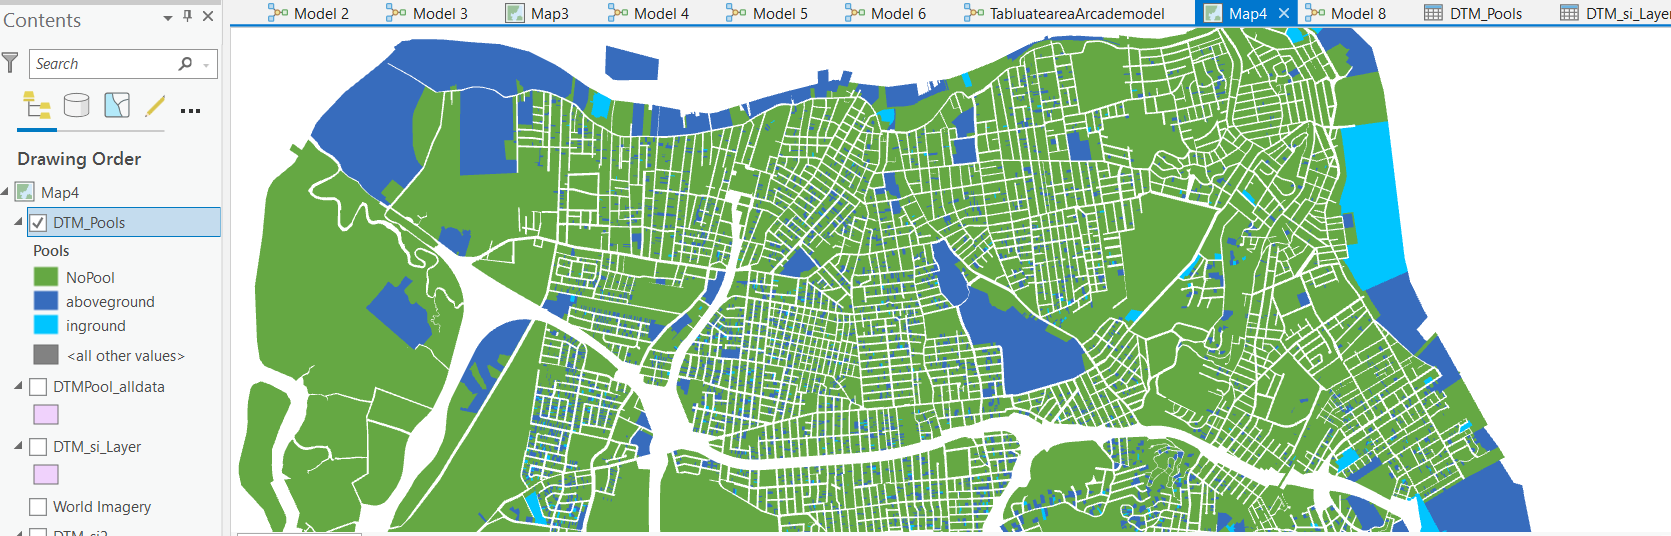 Contents
Model 2
Model 3
Map3
Model 4
Model 5
Model 6
TabluateareaArcademodel
Map4
Model 8
DTM_Pools
DTM_si_Layer
Search
Drawing Order
Map4
DTM_Pools
Pools
NoPool
aboveground
inground
<all other values>
DTMPool_alldata
DTM_si_Layer
World Imagery
DTM_si2